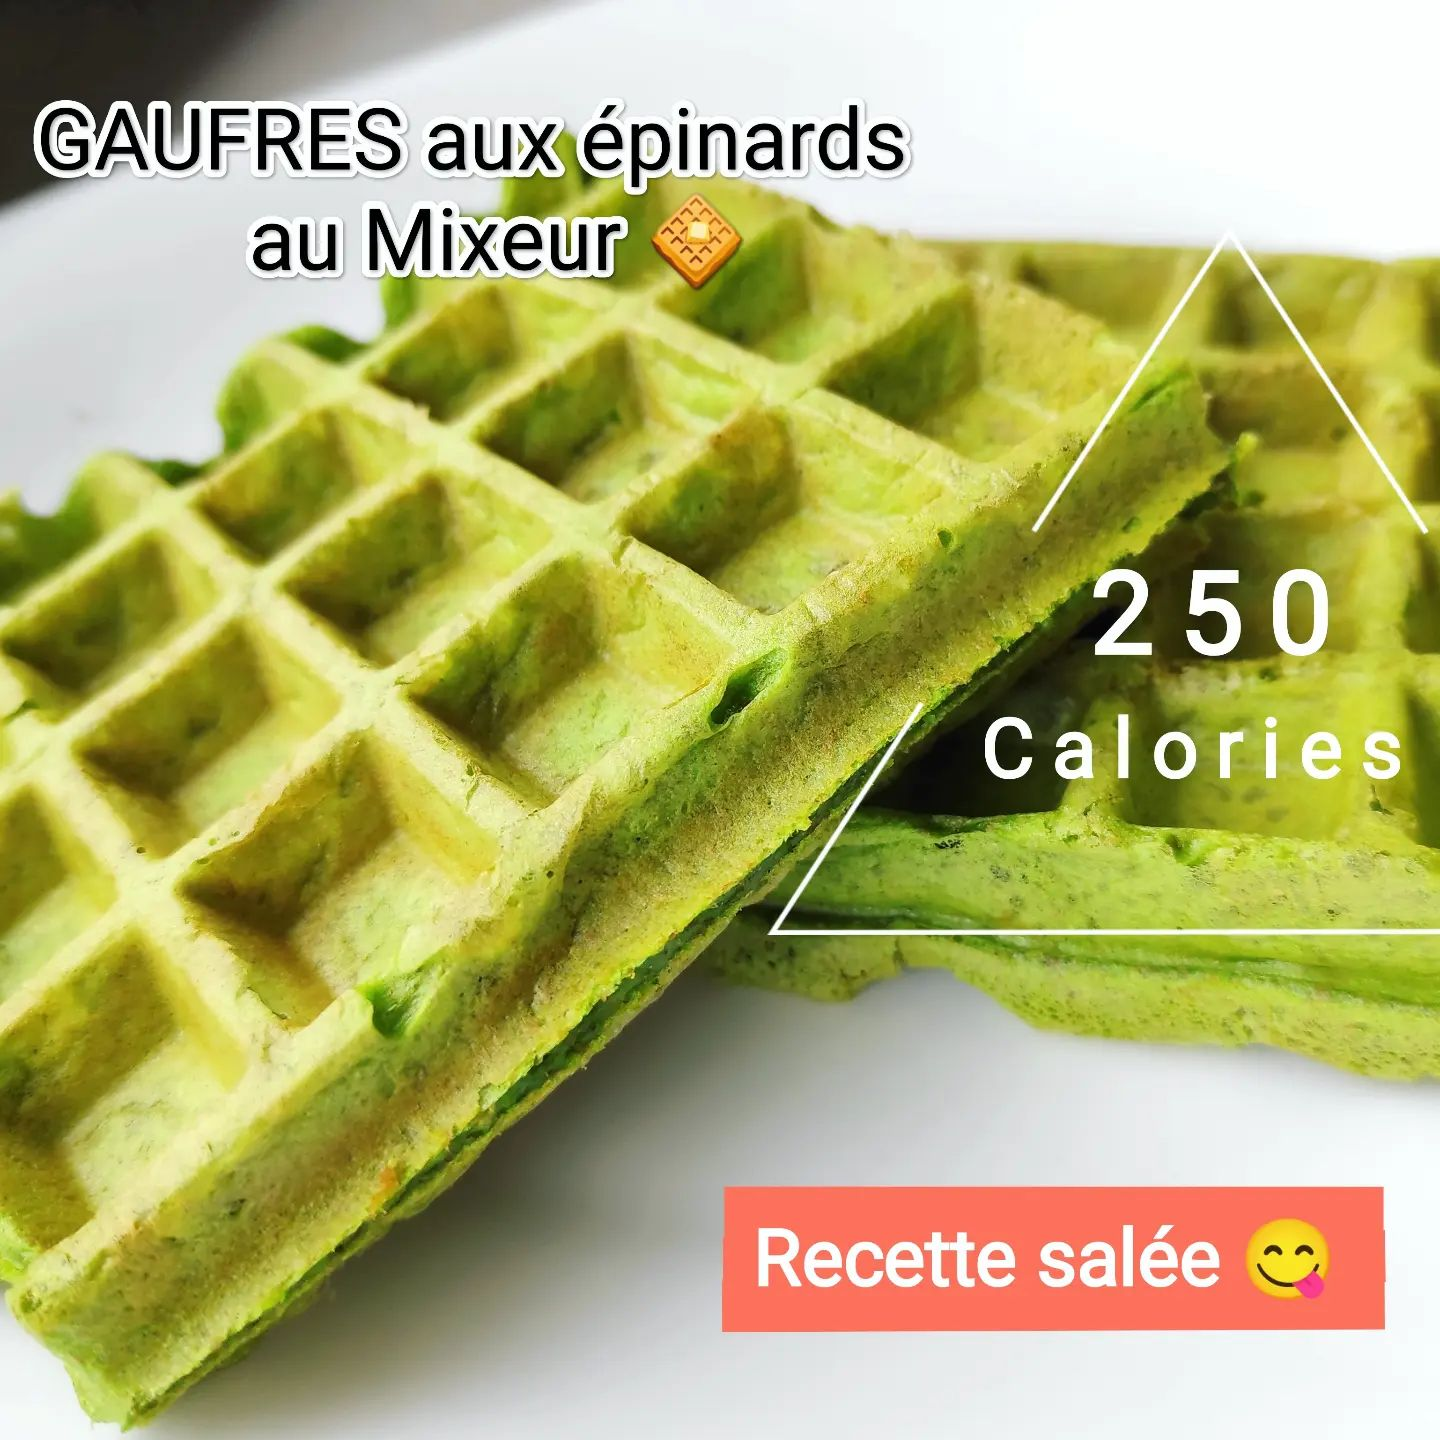 GAUFRES aux épinards
au Mixeur 🧇
250
Calories
Recette salée 😋